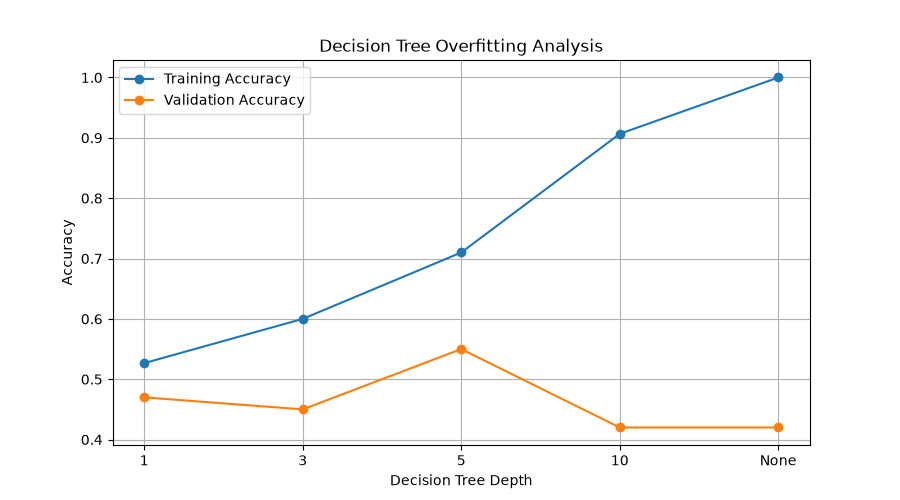 Decision Tree Overfitting Analysis
Training Accuracy
Validation Accuracy
1.0
0.9
0.8
0.7
0.6
0.5
0.4
Accuracy
1 3 5 10 None
Decision Tree Depth